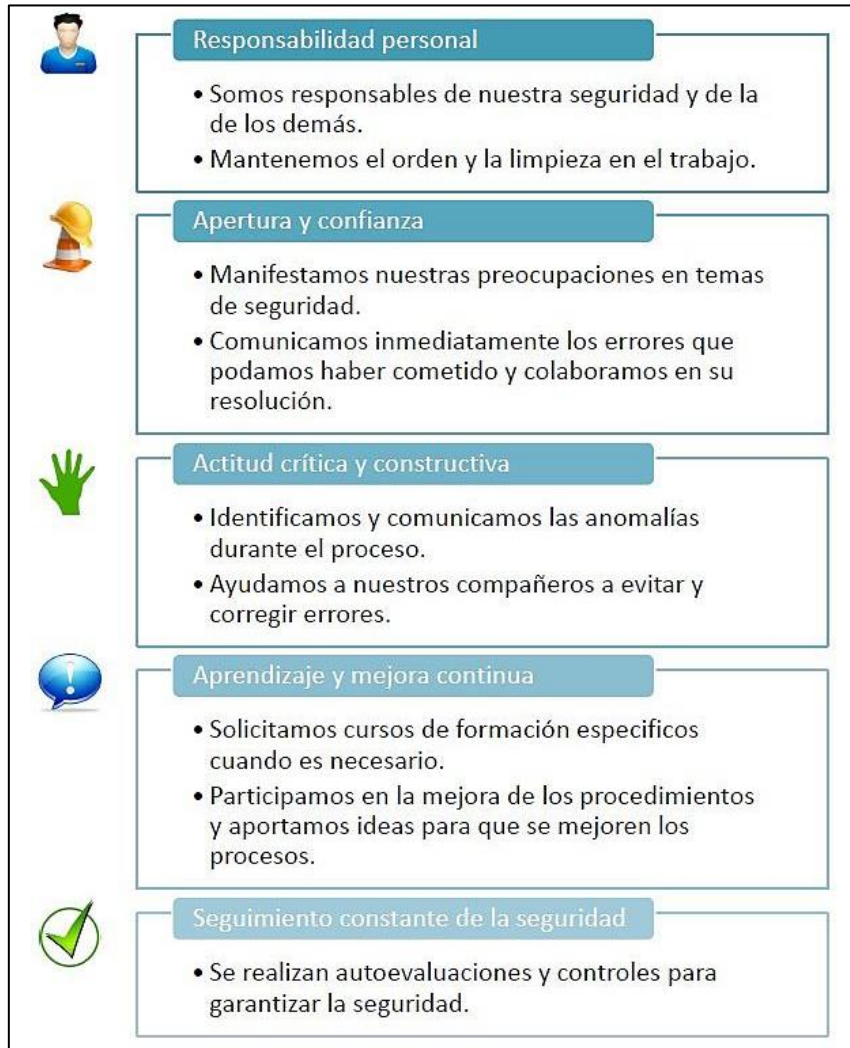 Responsabilidad personal
• Somos responsables de nuestra seguridad y de la
de los demás.
• Mantenemos el orden y la limpieza en el trabajo.
Apertura y confianza
• Manifestamos nuestras preocupaciones en temas
de seguridad.
• Comunicamos inmediatamente los errores que
podamos haber cometido y colaboramos en su
resolución.
Actitud crítica y constructiva
• Identificamos y comunicamos las anomalías
durante el proceso.
• Ayudamos a nuestros compañeros a evitar y
corregir errores.
Aprendizaje y mejora continua
• Solicitamos cursos de formación especificos
cuando es necesario.
• Participamos en la mejora de los procedimientos
y aportamos ideas para que se mejoren los
procesos.
Seguimiento constante de la seguridad
• Se realizan autoevaluaciones y controles para
garantizar la seguridad.